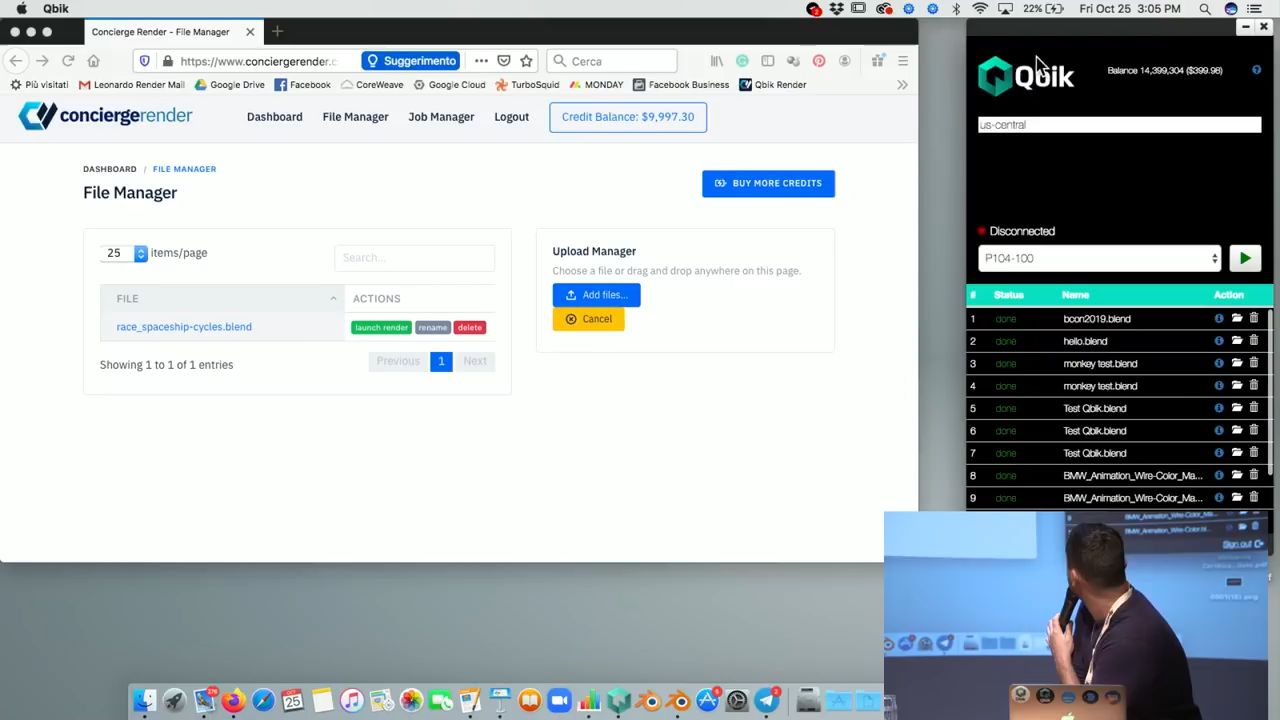 Qbik
22%
Fri Oct 25 3:05 PM
Concierge Render - File Manager
https://www.conciergerender.c
Suggerimento
Cerca
Più visitati
Leonardo Render Mail
Google Drive
Facebook
CoreWeave
Google Cloud
TurboSquid
MONDAY
Facebook Business
Qbik Render
conciergerender
Dashboard
File Manager
Job Manager
Logout
Credit Balance: $9,997.30
DASHBOARD / FILE MANAGER
File Manager
BUY MORE CREDITS
25 items/page
Search...
FILE ACTIONS
race_spaceship-cycles.blend launch render rename delete
Showing 1 to 1 of 1 entries
Previous 1 Next
Upload Manager
Choose a file or drag and drop anywhere on this page.
Add files...
Cancel
Qbik
Balance 14,399,304 ($399.98)
us-central
Disconnected
P104-100
# Status Name Action
1 done bcon2019.blend
2 done hello.blend
3 done monkey test.blend
4 done monkey test.blend
5 done Test Qbik.blend
6 done Test Qbik.blend
7 done Test Qbik.blend
8 done BMW_Animation_Wire-Color_Ma...
9 done BMW_Animation_Wire-Color_Ma...
Sign out